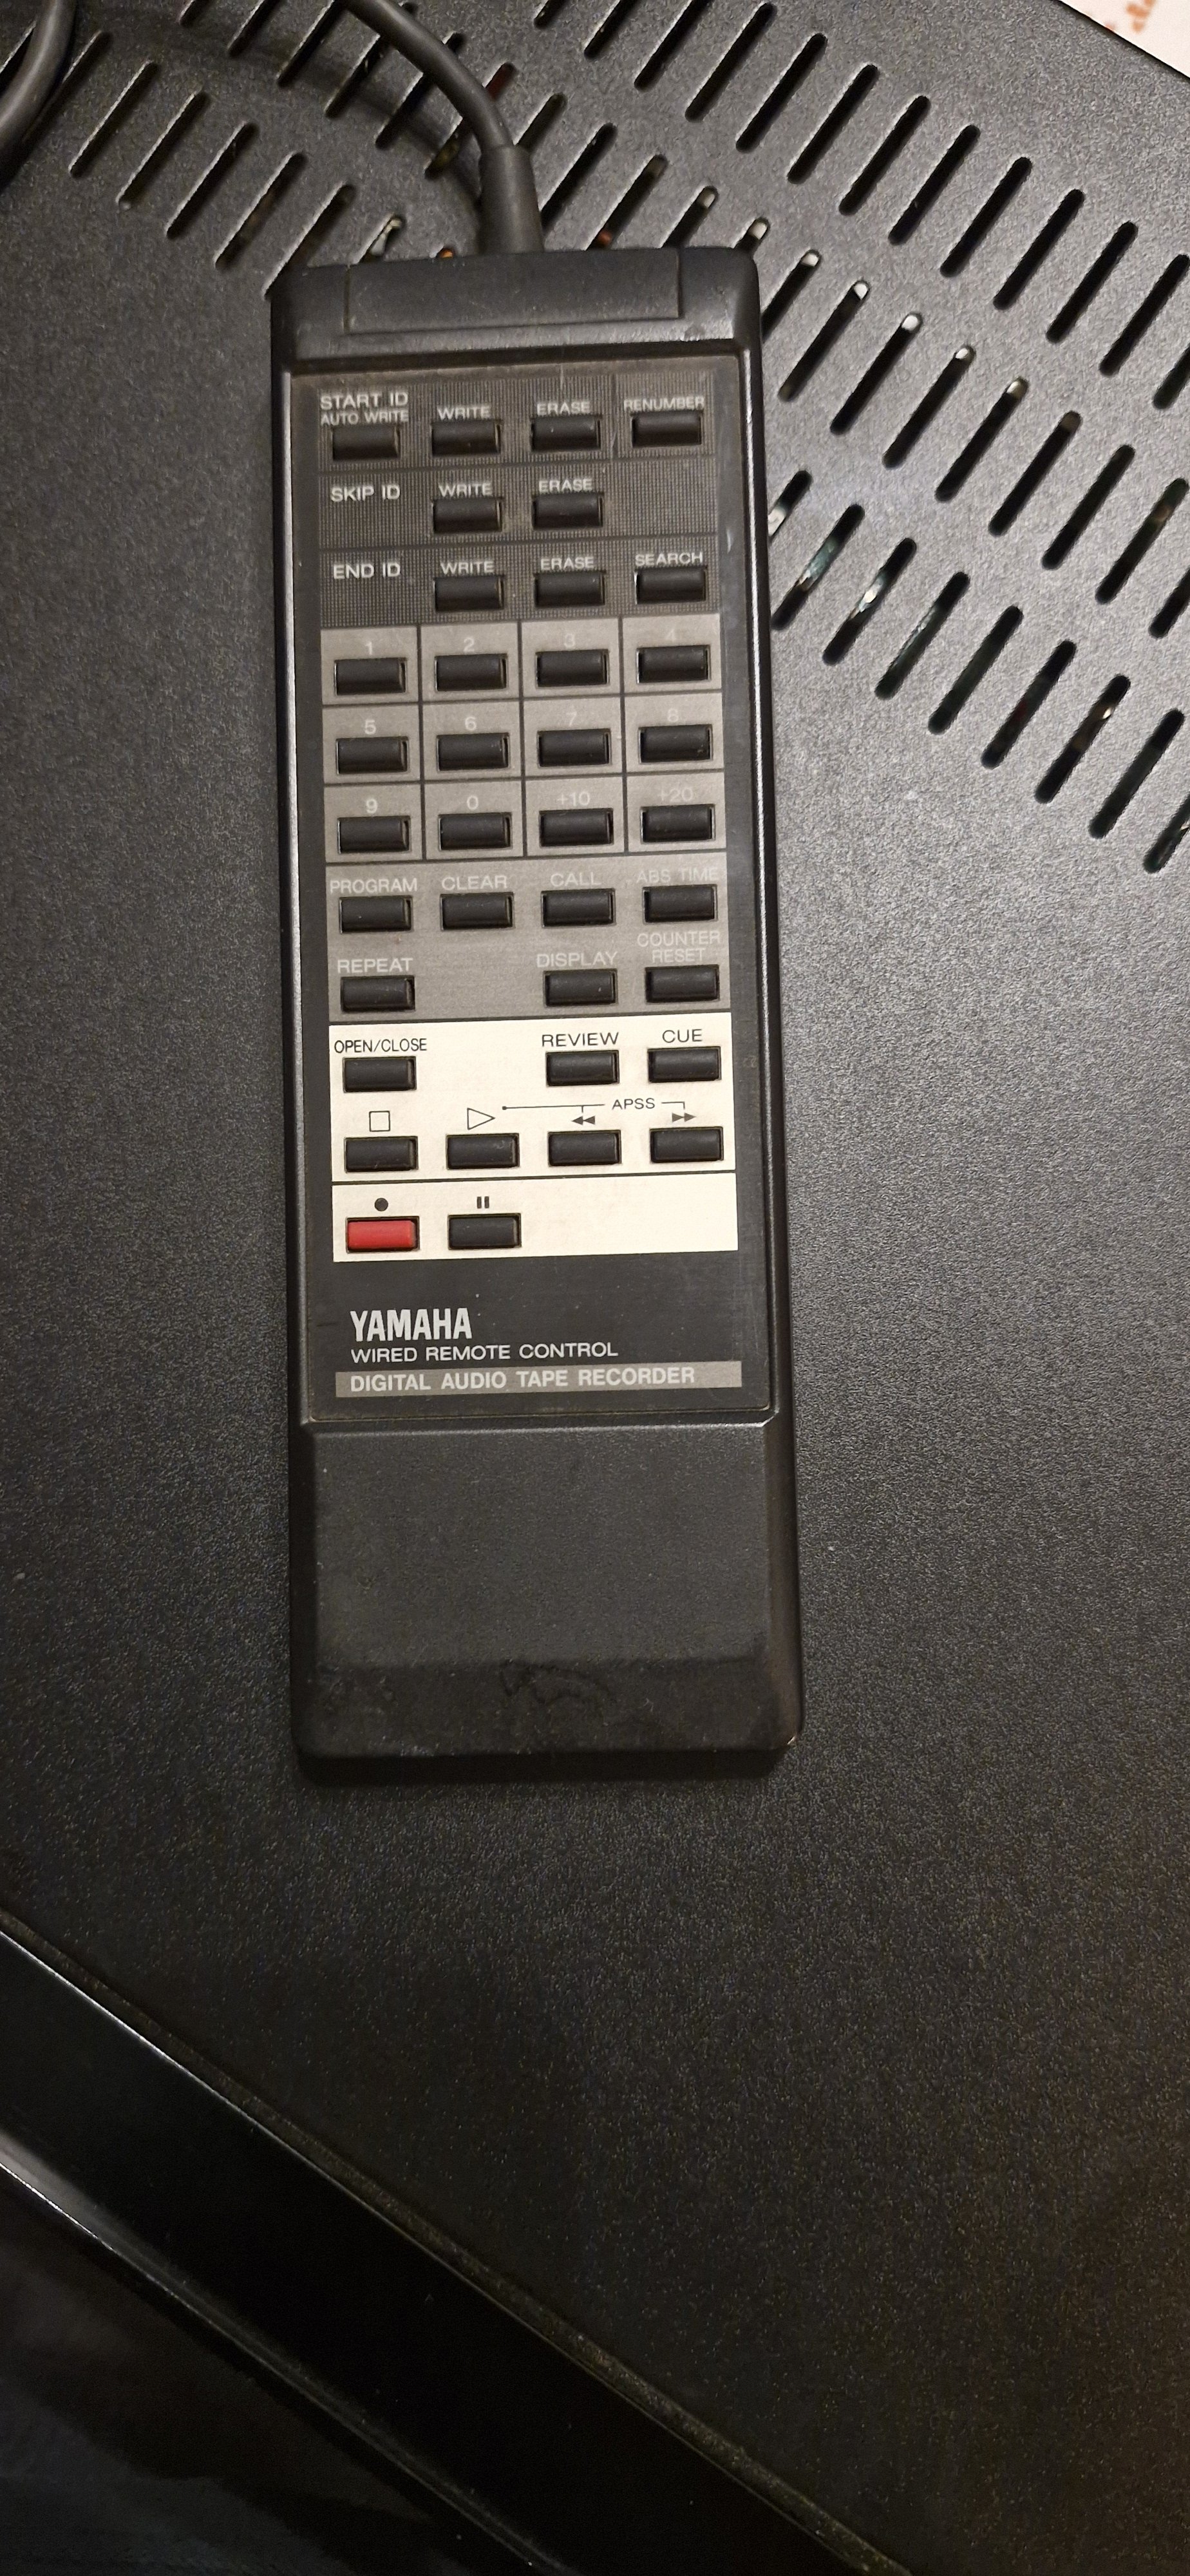 START ID
AUTO WRITE WRITE ERASE RENUMBER
SKIP ID WRITE ERASE
END ID WRITE ERASE SEARCH
1 2 3 4
5 6 7 8
9 0 +10 +20
PROGRAM CLEAR CALL ABS TIME
REPEAT DISPLAY COUNTER
RESET
OPEN/CLOSE REVIEW CUE
APSS
YAMAHA
WIRED REMOTE CONTROL
DIGITAL AUDIO TAPE RECORDER